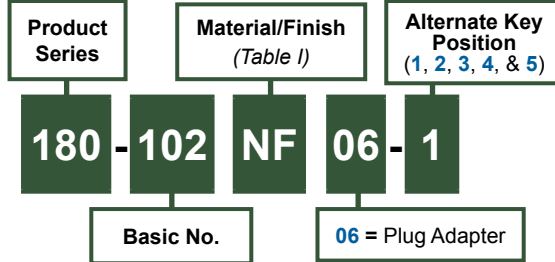 Product
Series
Material/Finish
(Table I)
Alternate Key
Position
(1, 2, 3, 4, & 5)
180 - 102 NF 06 - 1
Basic No.
06 = Plug Adapter